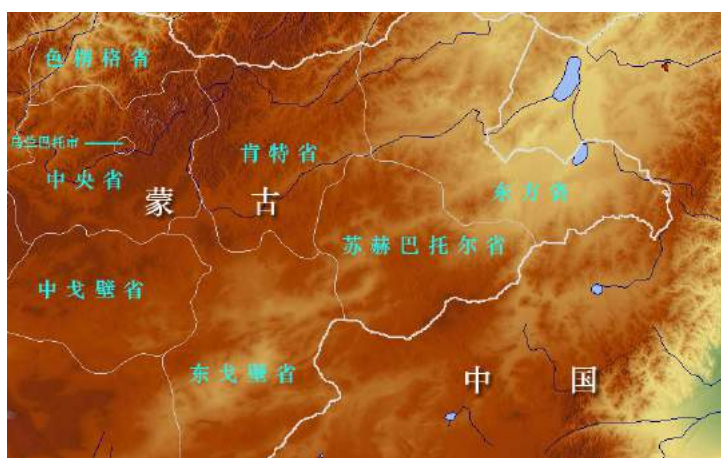 色楞格省
乌兰巴托市
肯特省
中央省
蒙古
东方省
苏赫巴托尔省
中戈壁省
东戈壁省
中国